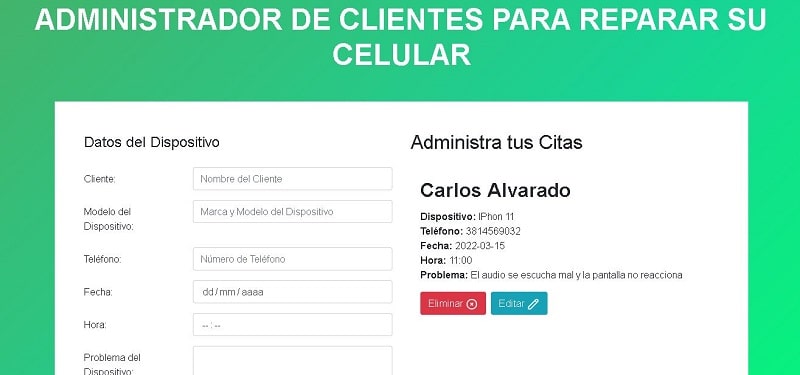 ADMINISTRADOR DE CLIENTES PARA REPARAR SU
CELULAR
Datos del Dispositivo
Cliente:
Nombre del Cliente
Modelo del
Dispositivo:
Marca y Modelo del Dispositivo
Teléfono:
Número de Teléfono
Fecha:
dd/mm/aaaa
Hora:
--:--
Problema del
Dispositivo:
Administra tus Citas
Carlos Alvarado
Dispositivo: IPhon 11
Teléfono: 3814569032
Fecha: 2022-03-15
Hora: 11:00
Problema: El audio se escucha mal y la pantalla no reacciona
Eliminar
Editar